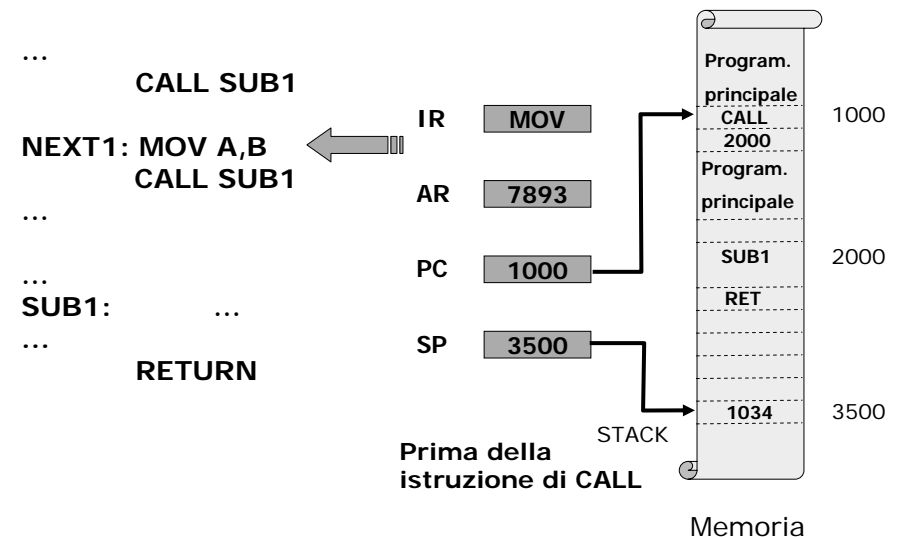 ...
CALL SUB1
NEXT1: MOV A,B
CALL SUB1
...
...
SUB1: ...
...
RETURN
IR MOV
AR 7893
PC 1000
SP 3500
STACK
Prima della
istruzione di CALL
Program.
principale
CALL 1000
2000
Program.
principale
SUB1 2000
RET
1034 3500
Memoria